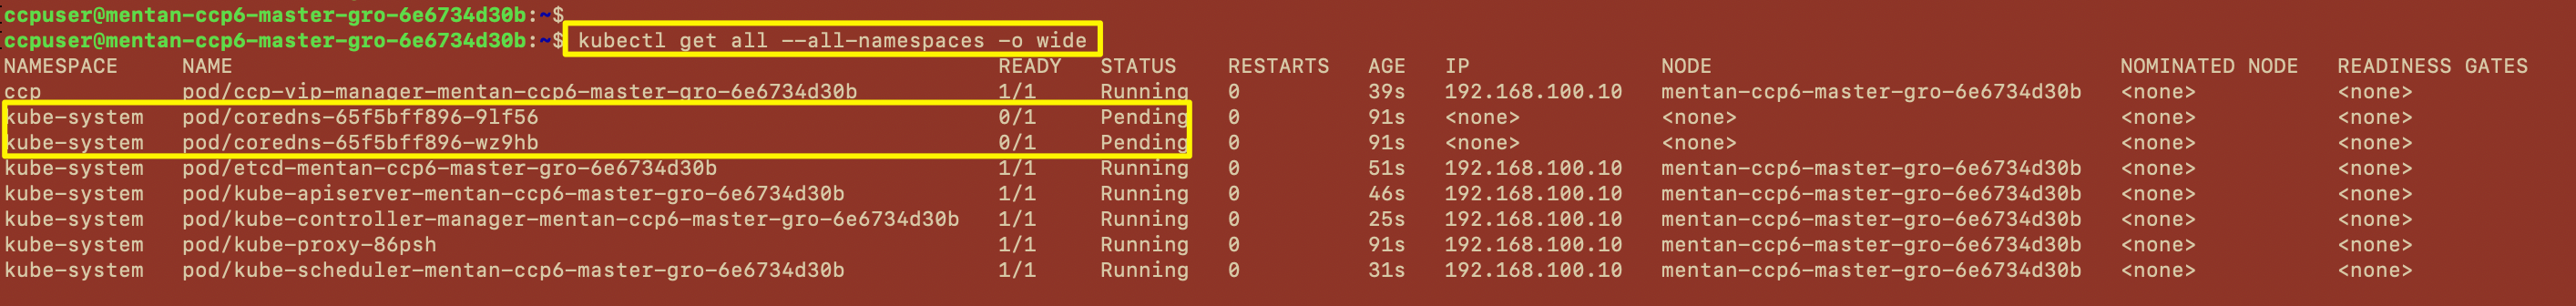 ccpuser@mentan-ccp6-master-gro-6e6734d30b:~$
ccpuser@mentan-ccp6-master-gro-6e6734d30b:~$ kubectl get all --all-namespaces -o wide
NAMESPACE     NAME                                                            READY   STATUS    RESTARTS   AGE   IP               NODE                                NOMINATED NODE   READINESS GATES
ccp           pod/ccp-vip-manager-mentan-ccp6-master-gro-6e6734d30b           1/1     Running   0          39s   192.168.100.10   mentan-ccp6-master-gro-6e6734d30b   <none>           <none>
kube-system   pod/coredns-65f5bff896-9lf56                                    0/1     Pending   0          91s   <none>           <none>                              <none>           <none>
kube-system   pod/coredns-65f5bff896-wz9hb                                    0/1     Pending   0          91s   <none>           <none>                              <none>           <none>
kube-system   pod/etcd-mentan-ccp6-master-gro-6e6734d30b                      1/1     Running   0          51s   192.168.100.10   mentan-ccp6-master-gro-6e6734d30b   <none>           <none>
kube-system   pod/kube-apiserver-mentan-ccp6-master-gro-6e6734d30b            1/1     Running   0          46s   192.168.100.10   mentan-ccp6-master-gro-6e6734d30b   <none>           <none>
kube-system   pod/kube-controller-manager-mentan-ccp6-master-gro-6e6734d30b   1/1     Running   0          25s   192.168.100.10   mentan-ccp6-master-gro-6e6734d30b   <none>           <none>
kube-system   pod/kube-proxy-86psh                                            1/1     Running   0          91s   192.168.100.10   mentan-ccp6-master-gro-6e6734d30b   <none>           <none>
kube-system   pod/kube-scheduler-mentan-ccp6-master-gro-6e6734d30b            1/1     Running   0          31s   192.168.100.10   mentan-ccp6-master-gro-6e6734d30b   <none>           <none>